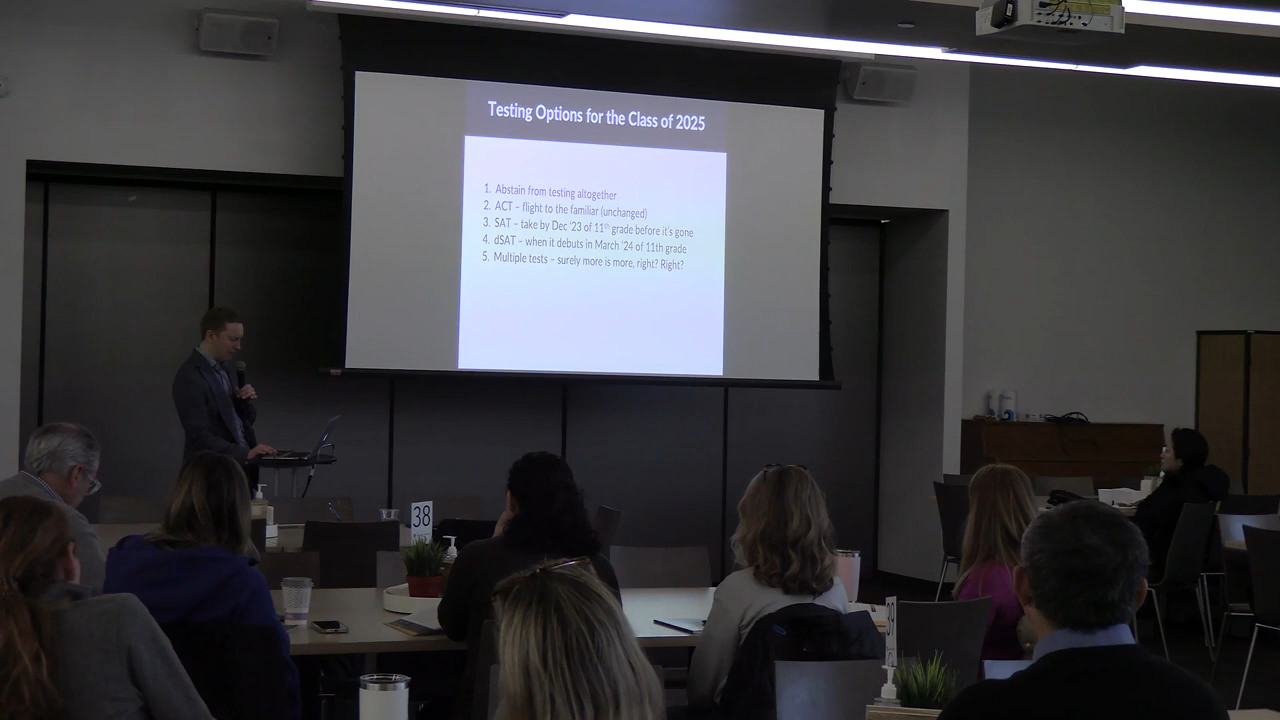 Testing Options for the Class of 2025
1. Abstain from testing altogether
2. ACT – flight to the familiar (unchanged)
3. SAT – take by Dec '23 of 11th grade before it's gone
4. dSAT – when it debuts in March '24 of 11th grade
5. Multiple tests – surely more is more, right? Right?
38
39